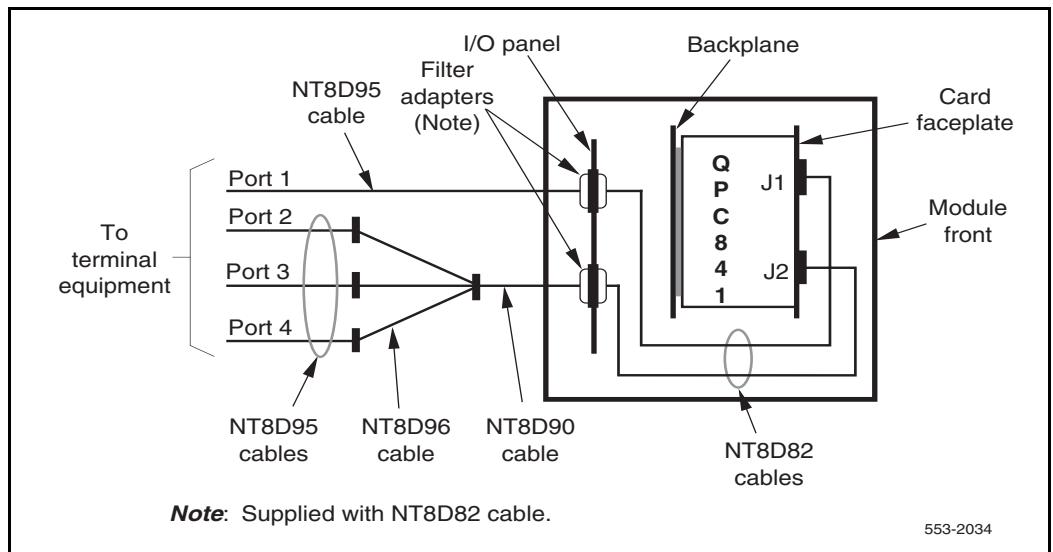 I/O panel
Backplane
Filter
adapters
(Note)
NT8D95
cable
Card
faceplate
Port 1
Port 2
Port 3
Port 4
To
terminal
equipment
Q
P
C
8
4
1
J1
J2
Module
front
NT8D95
cables
NT8D96
cable
NT8D90
cable
NT8D82
cables
Note: Supplied with NT8D82 cable.
553-2034